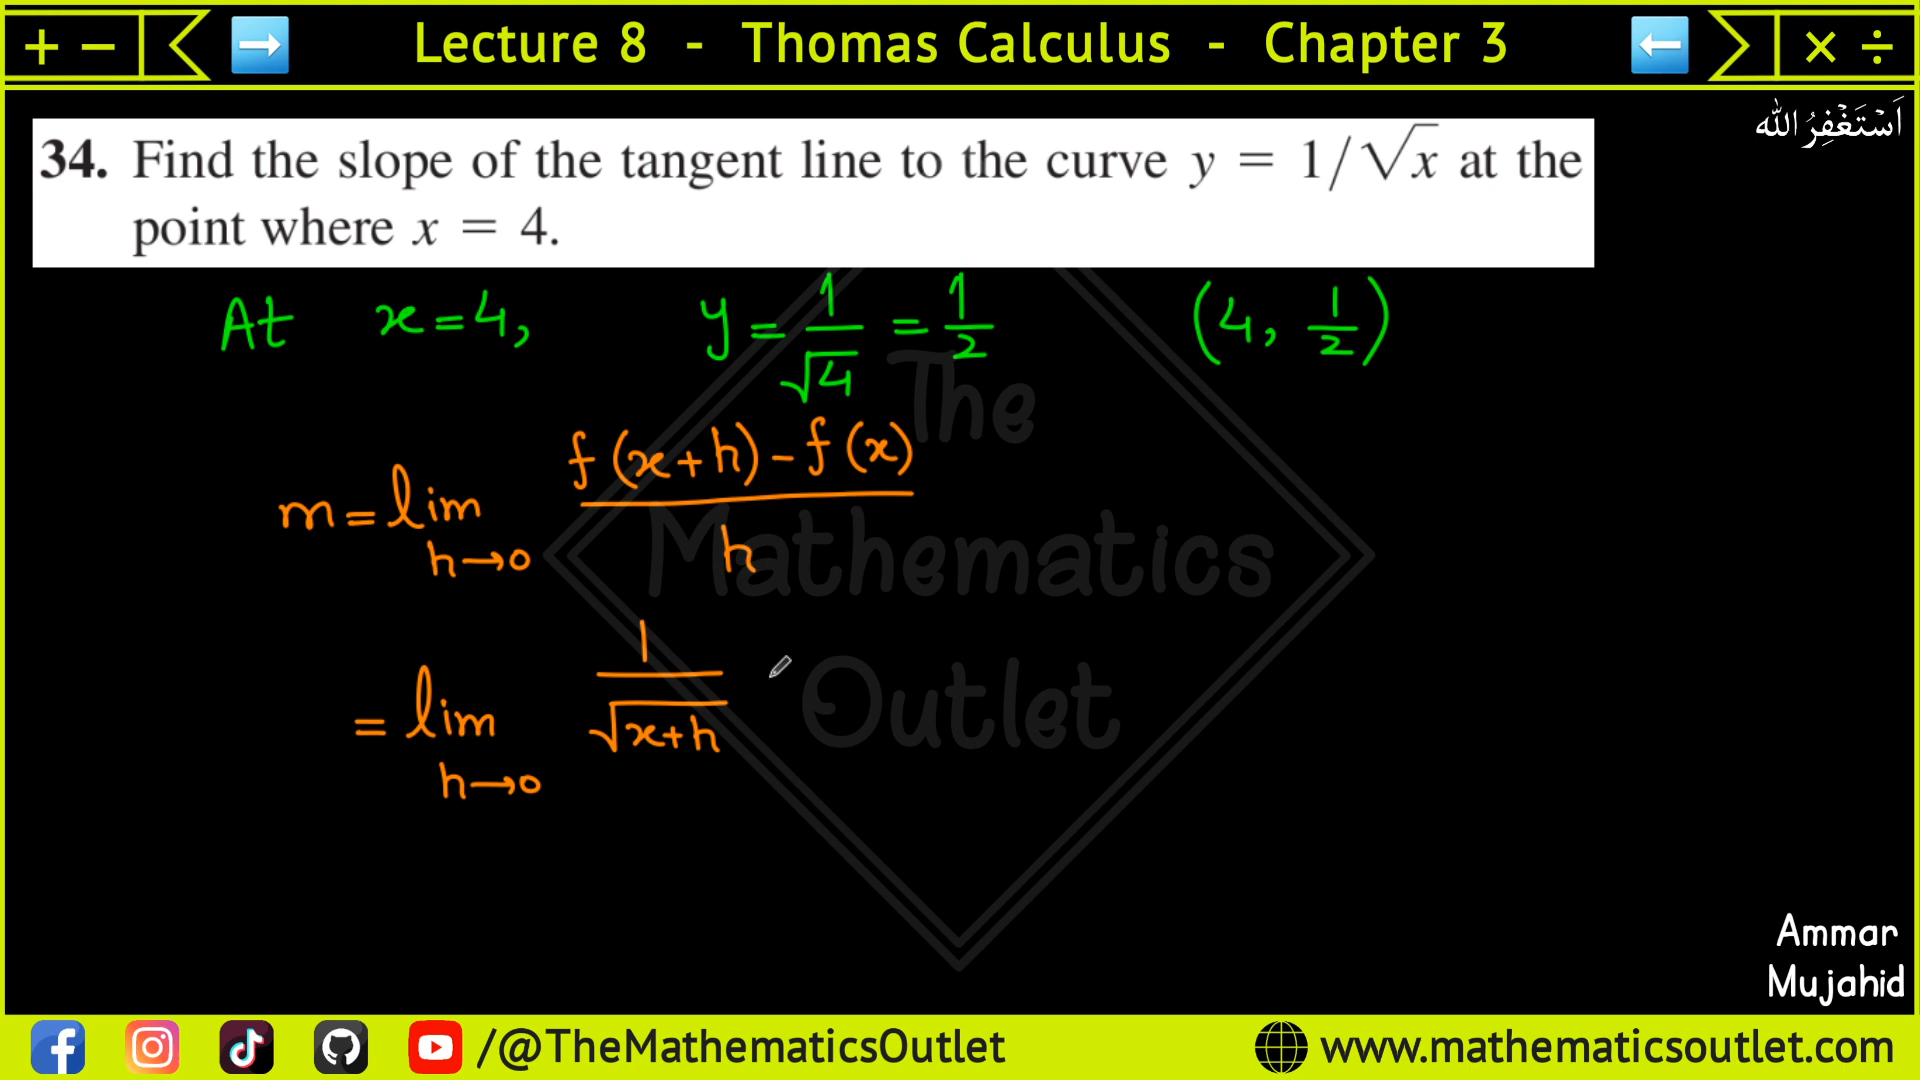 + − Lecture 8 - Thomas Calculus - Chapter 3 × ÷
اَسْتَغْفِرُ اللّٰه
34. Find the slope of the tangent line to the curve y = 1/√x at the
point where x = 4.
At x=4, y = 1/√4 = 1/2 (4, 1/2)
m = lim h→0 f(x+h) - f(x) / h
= lim h→0 1/√x+h
The
Mathematics
Outlet
Ammar
Mujahid
/@TheMathematicsOutlet www.mathematicsoutlet.com